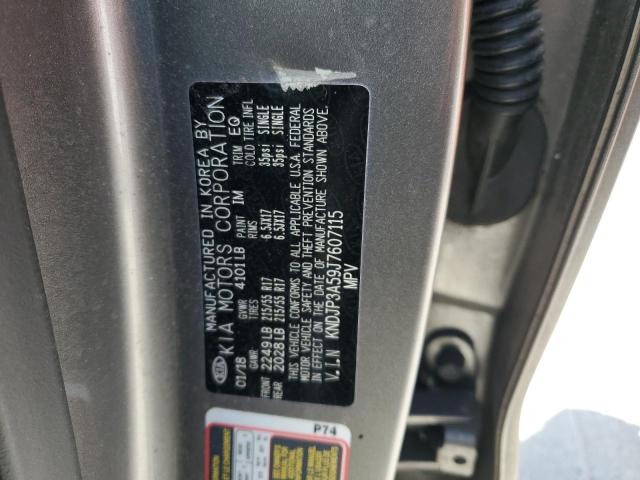 KIA
MANUFACTURED IN KOREA BY
KIA MOTORS CORPORATION
01/18 GVWR 4101LB PAINT IM TRIM EQ
GAWR TIRES RIMS COLD TIRE INFL
FRONT 2249LB 215/55 R17 6.5JX17 35psi SINGLE
REAR 2028LB 215/55 R17 6.5JX17 35psi SINGLE
THIS VEHICLE CONFORMS TO ALL APPLICABLE U.S.A. FEDERAL
MOTOR VEHICLE SAFETY AND THEFT PREVENTION STANDARDS
IN EFFECT ON THE DATE OF MANUFACTURE SHOWN ABOVE.
V.I.N KNDJP3A59J7607115
MPV
P74